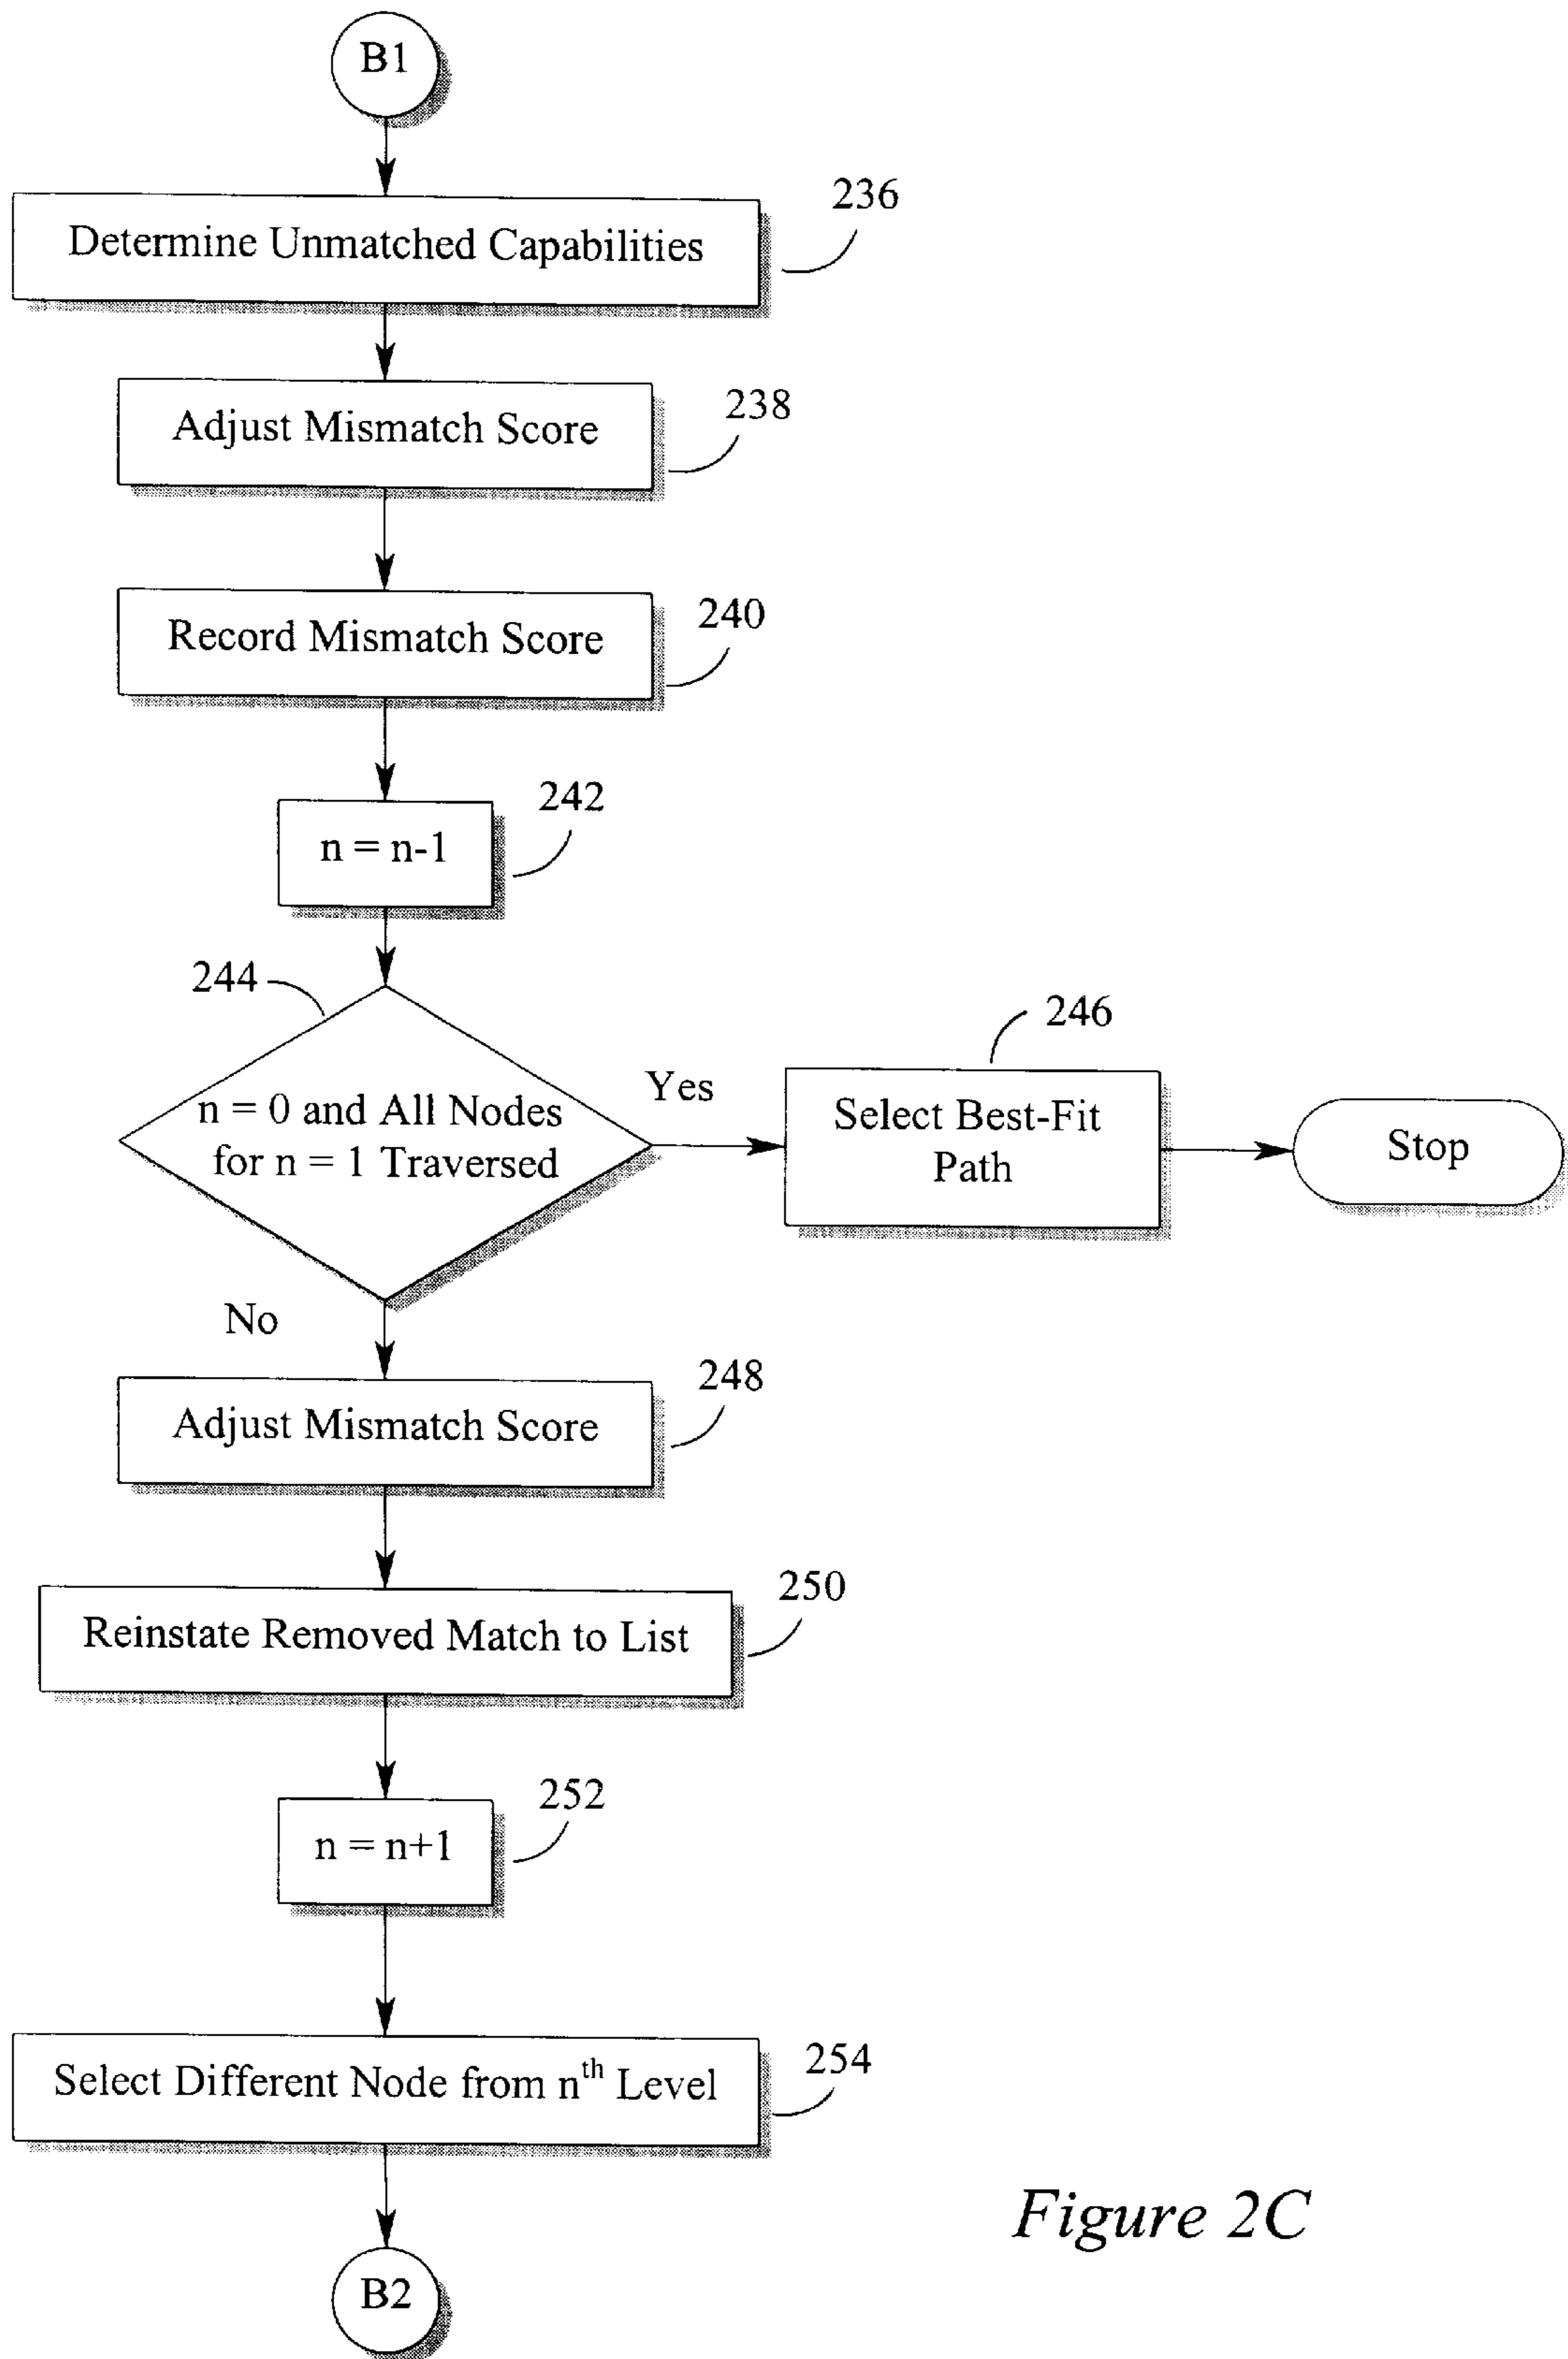 B1
236
Determine Unmatched Capabilities
238
Adjust Mismatch Score
240
Record Mismatch Score
242
n = n-1
244
246
n = 0 and All Nodes
for n = 1 Traversed
Yes
Select Best-Fit
Path
Stop
No
248
Adjust Mismatch Score
250
Reinstate Removed Match to List
252
n = n+1
254
Select Different Node from nth Level
Figure 2C
B2